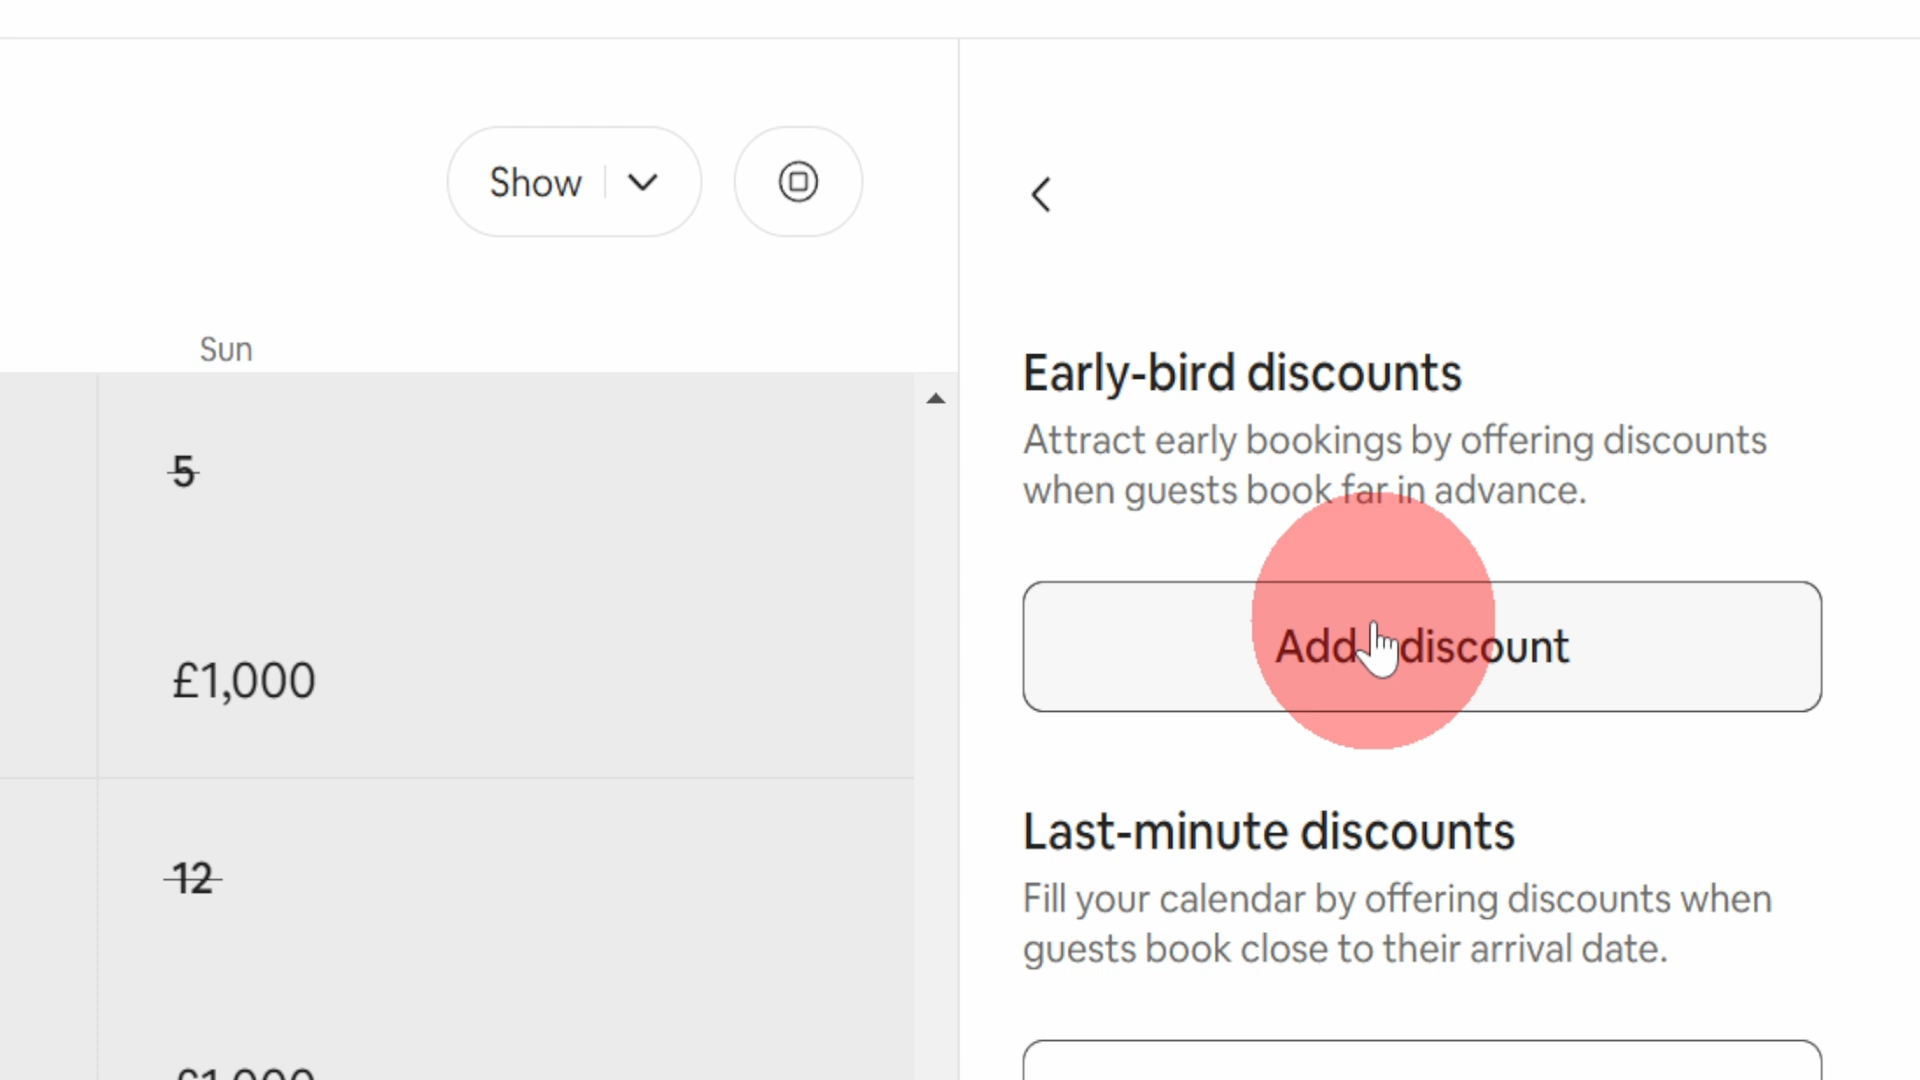 Show
Sun
5
£1,000
12
£1,000
Early-bird discounts
Attract early bookings by offering discounts
when guests book far in advance.
Add discount
Last-minute discounts
Fill your calendar by offering discounts when
guests book close to their arrival date.